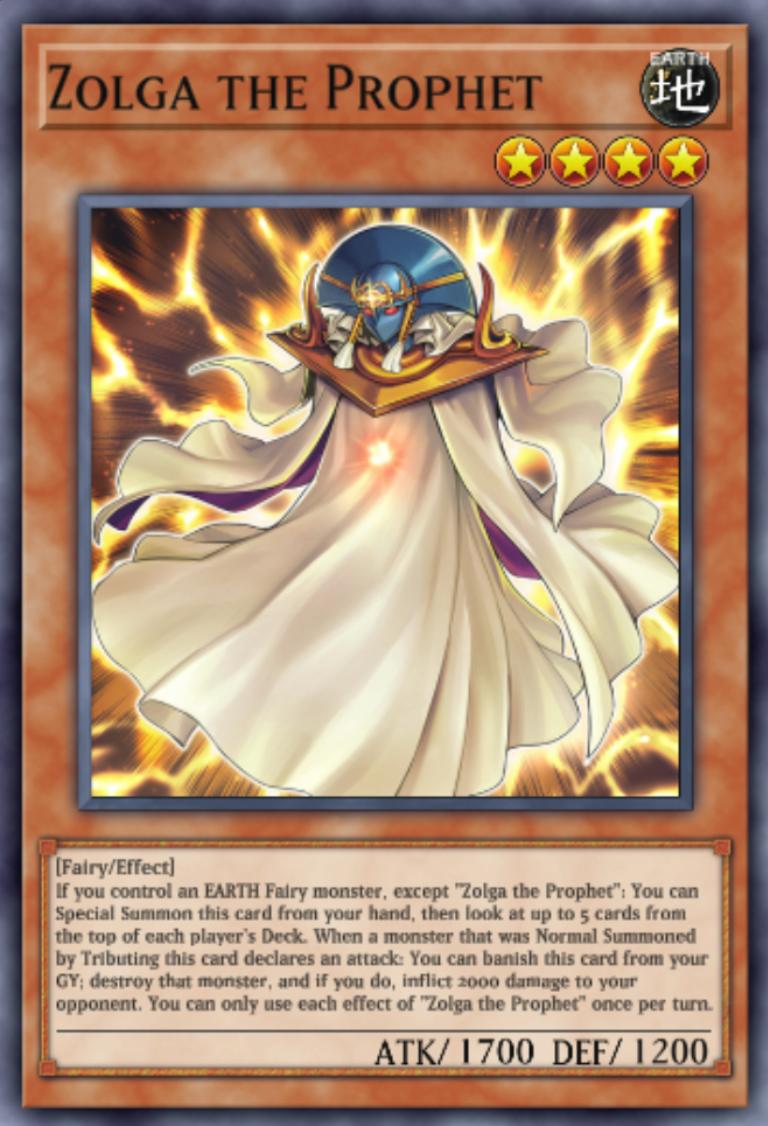 Zolga the Prophet
EARTH
地
[Fairy/Effect]
If you control an EARTH Fairy monster, except "Zolga the Prophet": You can
Special Summon this card from your hand, then look at up to 5 cards from
the top of each player's Deck. When a monster that was Normal Summoned
by Tributing this card declares an attack: You can banish this card from your
GY; destroy that monster, and if you do, inflict 2000 damage to your
opponent. You can only use each effect of "Zolga the Prophet" once per turn.
ATK/ 1700 DEF/ 1200